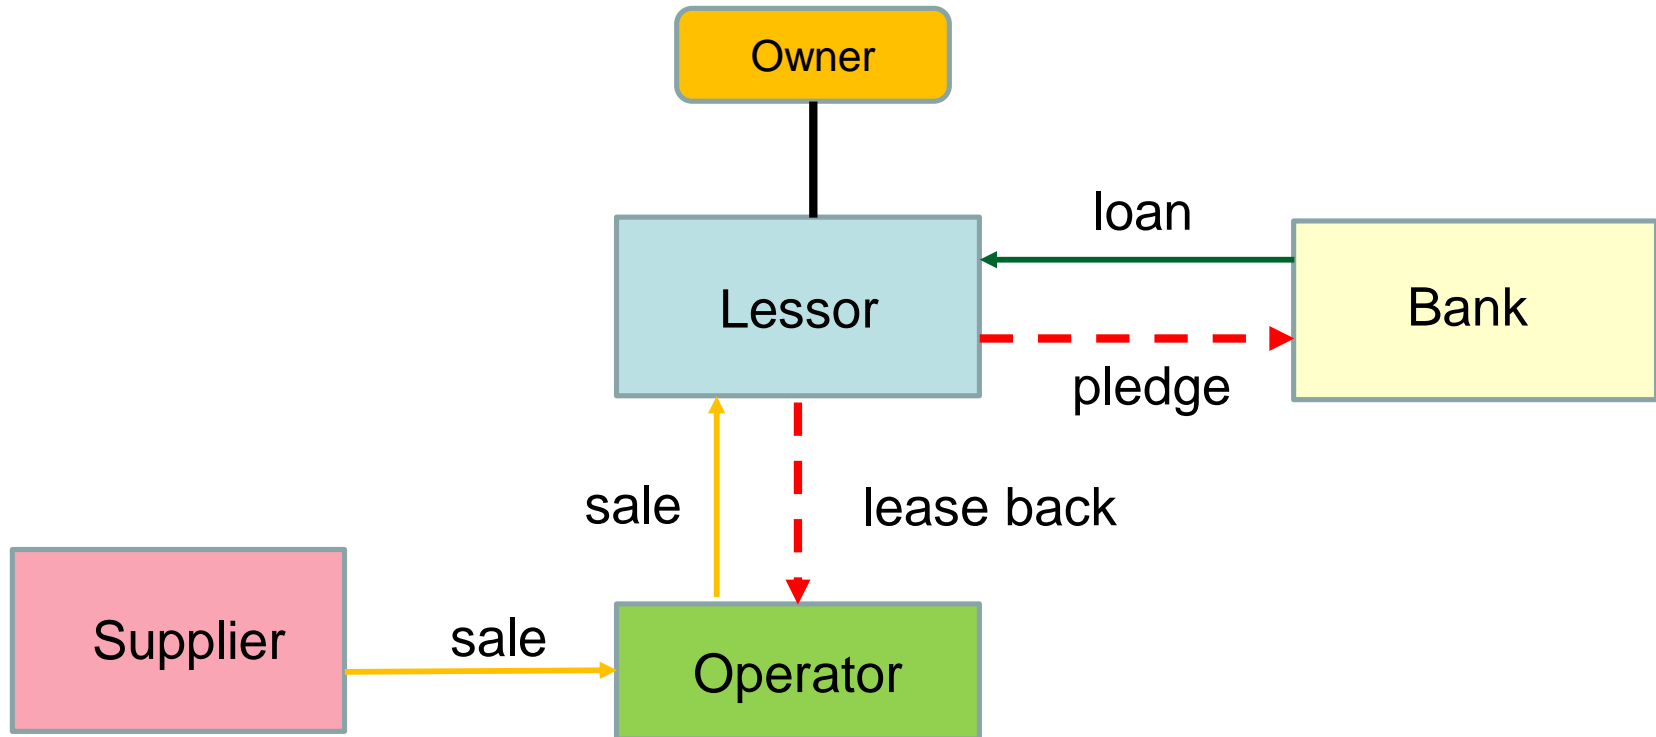 Owner
loan
Lessor
Bank
pledge
sale
lease back
Supplier
sale
Operator